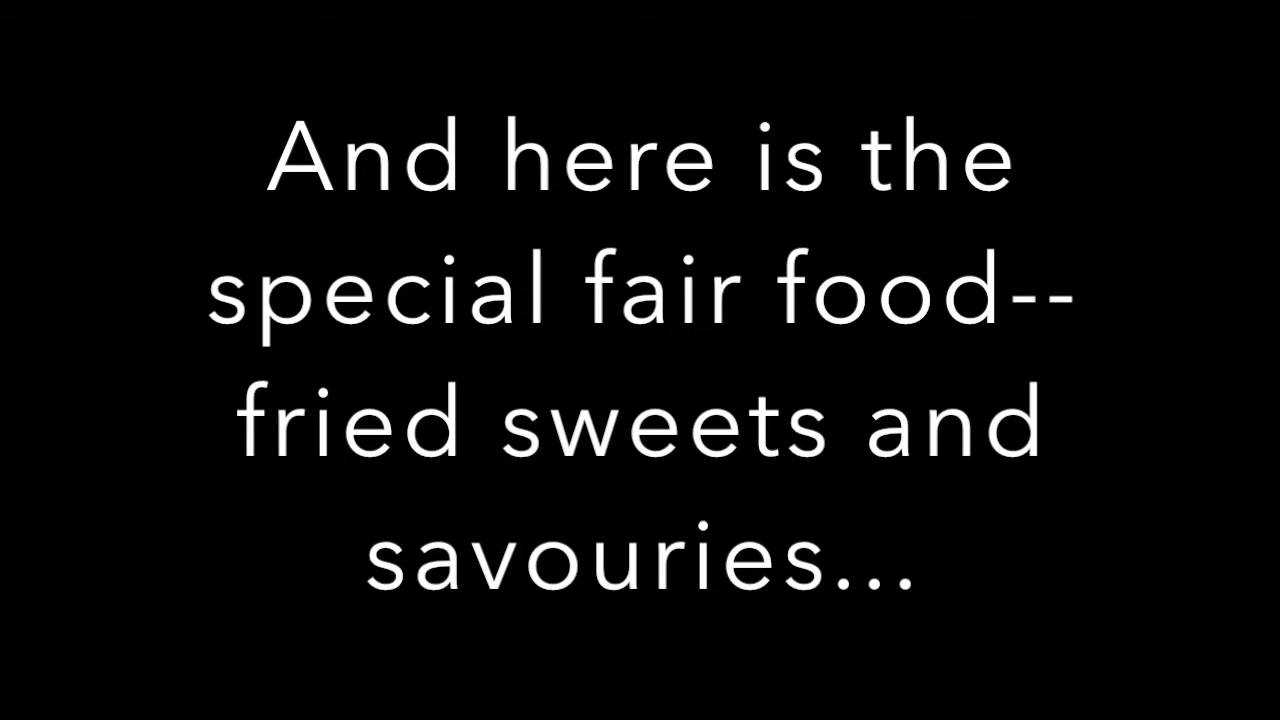 And here is the
special fair food--
fried sweets and
savouries...